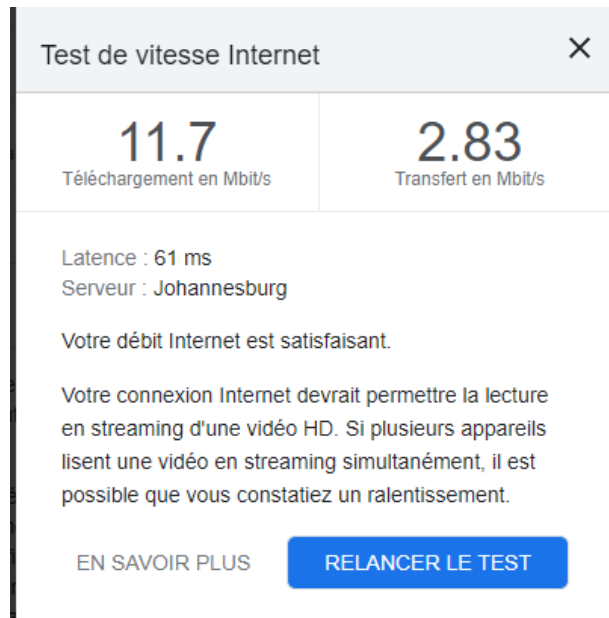 Test de vitesse Internet
11.7
Téléchargement en Mbit/s
2.83
Transfert en Mbit/s
Latence : 61 ms
Serveur : Johannesburg
Votre débit Internet est satisfaisant.
Votre connexion Internet devrait permettre la lecture
en streaming d'une vidéo HD. Si plusieurs appareils
lisent une vidéo en streaming simultanément, il est
possible que vous constatiez un ralentissement.
EN SAVOIR PLUS
RELANCER LE TEST